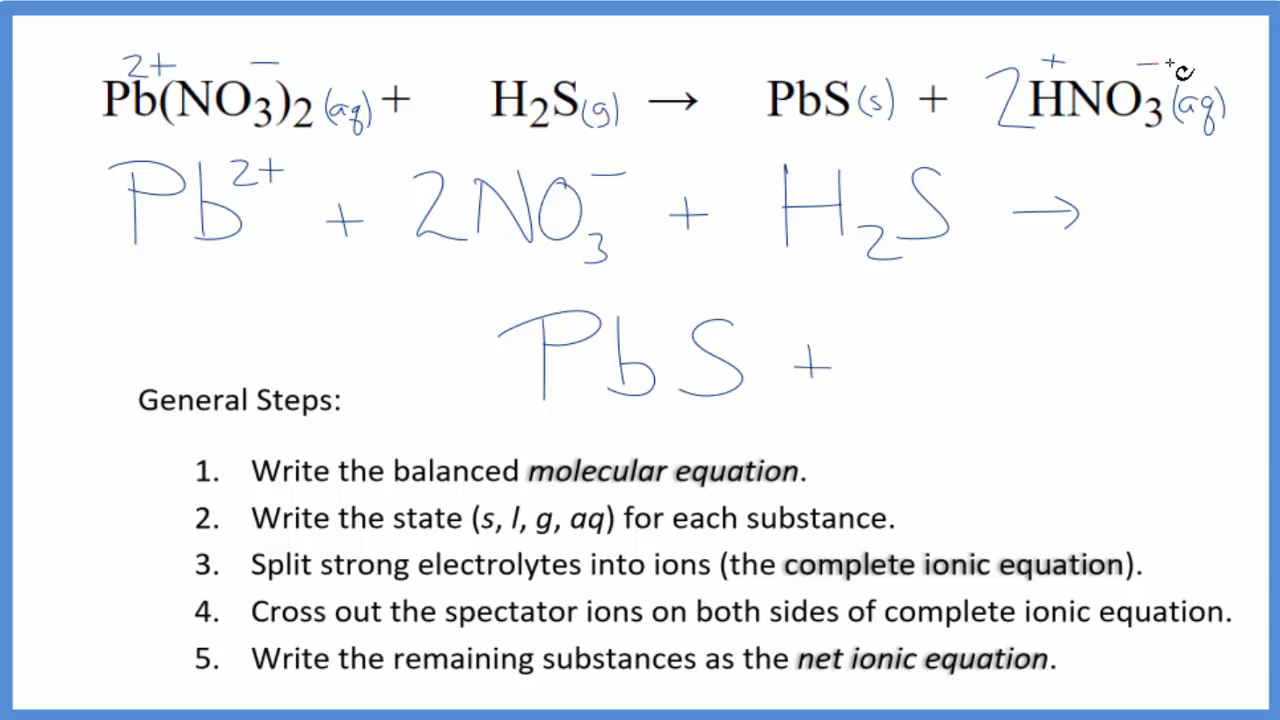 2+ −
Pb(NO₃)₂ (aq) + H₂S (g) → PbS (s) + 2HNO₃ (aq)
+ −
Pb²⁺ + 2NO₃⁻ + H₂S →
PbS +
General Steps:
1. Write the balanced molecular equation.
2. Write the state (s, l, g, aq) for each substance.
3. Split strong electrolytes into ions (the complete ionic equation).
4. Cross out the spectator ions on both sides of complete ionic equation.
5. Write the remaining substances as the net ionic equation.